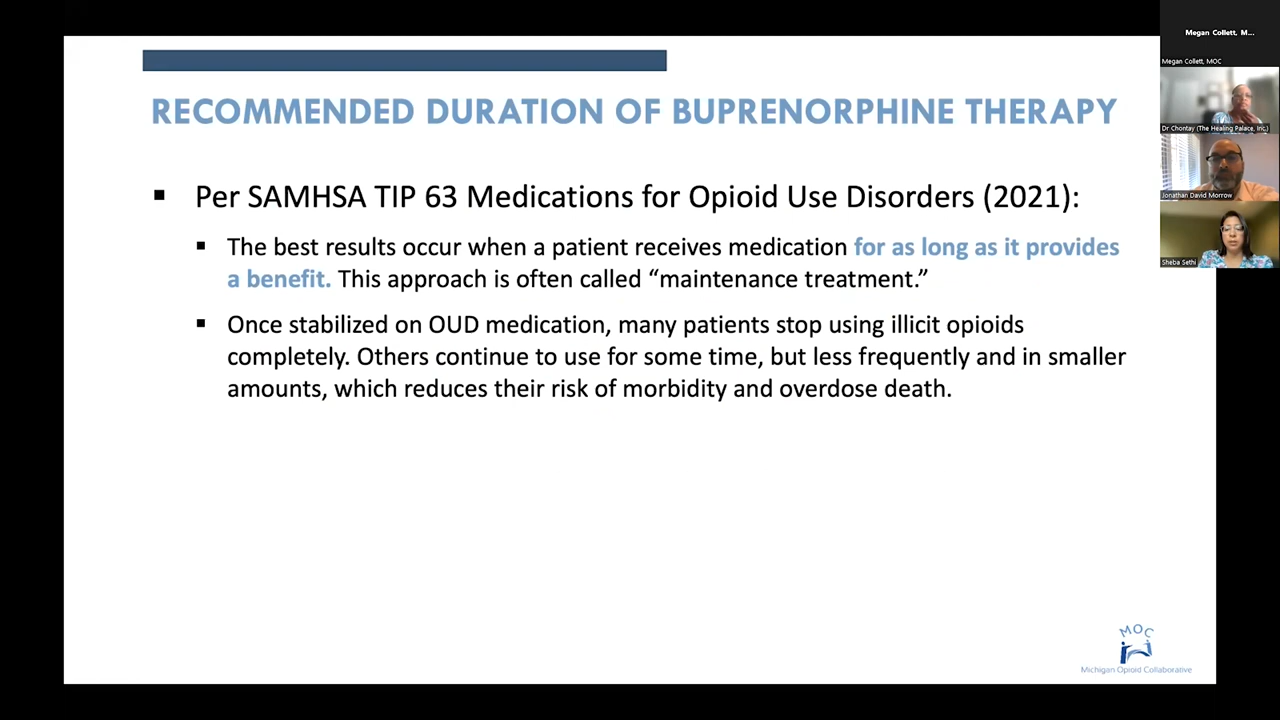 Megan Collett, M...
Megan Collett, MOC
RECOMMENDED DURATION OF BUPRENORPHINE THERAPY
Dr Chontay (The Healing Palace, Inc.)
Jonathan David Morrow
▪ Per SAMHSA TIP 63 Medications for Opioid Use Disorders (2021):
Sheba Sethi
▪ The best results occur when a patient receives medication for as long as it provides
a benefit. This approach is often called “maintenance treatment.”
▪ Once stabilized on OUD medication, many patients stop using illicit opioids
completely. Others continue to use for some time, but less frequently and in smaller
amounts, which reduces their risk of morbidity and overdose death.
MOC
Michigan Opioid Collaborative